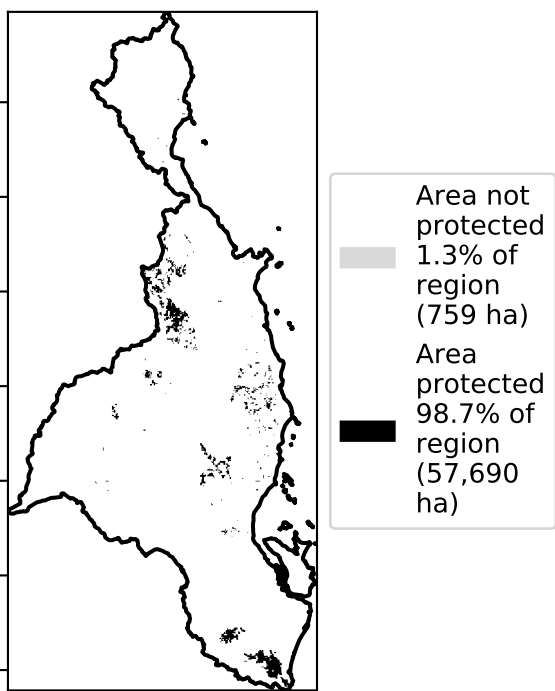 Area not
protected
1.3% of
region
(759 ha)
Area
protected
98.7% of
region
(57,690
ha)